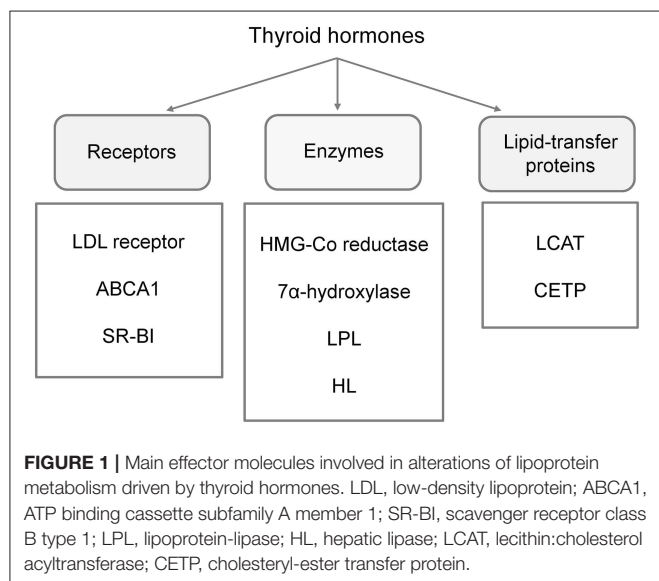 Thyroid hormones
Receptors
Enzymes
Lipid-transfer
proteins
LDL receptor
ABCA1
SR-BI
HMG-Co reductase
7α-hydroxylase
LPL
HL
LCAT
CETP
FIGURE 1 | Main effector molecules involved in alterations of lipoprotein
metabolism driven by thyroid hormones. LDL, low-density lipoprotein; ABCA1,
ATP binding cassette subfamily A member 1; SR-BI, scavenger receptor class
B type 1; LPL, lipoprotein-lipase; HL, hepatic lipase; LCAT, lecithin:cholesterol
acyltransferase; CETP, cholesteryl-ester transfer protein.